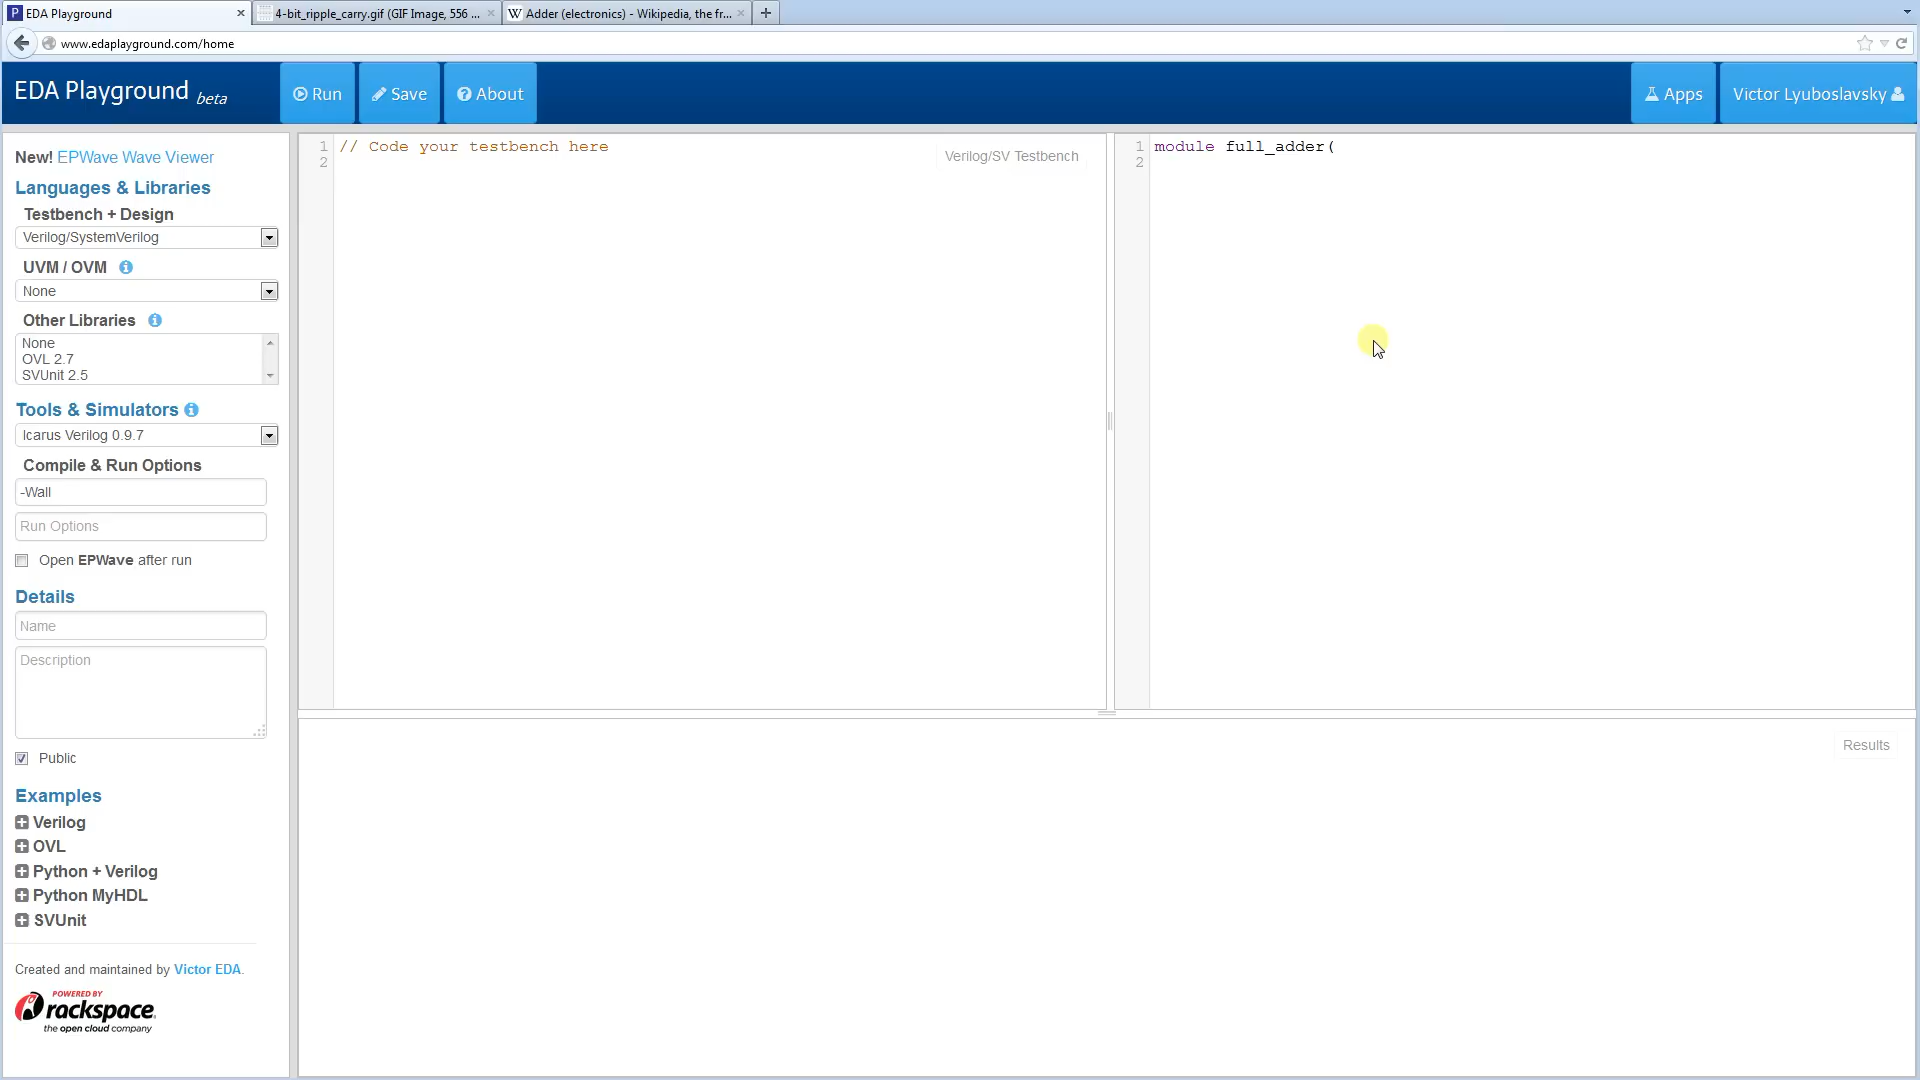 EDA Playground
4-bit_ripple_carry.gif (GIF Image, 556 ...
Adder (electronics) - Wikipedia, the fr...
www.edaplayground.com/home
EDA Playground beta
Run
Save
About
Apps
Victor Lyuboslavsky
New! EPWave Wave Viewer
Languages & Libraries
Testbench + Design
Verilog/SystemVerilog
UVM / OVM
None
Other Libraries
None
OVL 2.7
SVUnit 2.5
Tools & Simulators
Icarus Verilog 0.9.7
Compile & Run Options
-Wall
Run Options
Open EPWave after run
Details
Name
Description
Public
Examples
Verilog
OVL
Python + Verilog
Python MyHDL
SVUnit
Created and maintained by Victor EDA.
POWERED BY
rackspace.
the open cloud company
1 // Code your testbench here
2
Verilog/SV Testbench
1 module full_adder(
2
Results